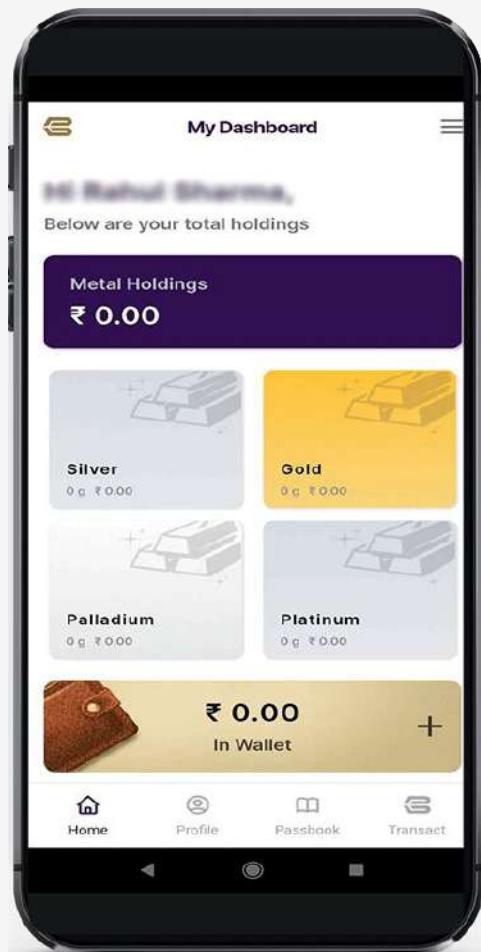 My Dashboard
Below are your total holdings
Metal Holdings
₹ 0.00
Silver
0 g ₹ 0.00
Gold
0 g ₹ 0.00
Palladium
0 g ₹ 0.00
Platinum
0 g ₹ 0.00
₹ 0.00
In Wallet
Home
Profile
Passbook
Transact